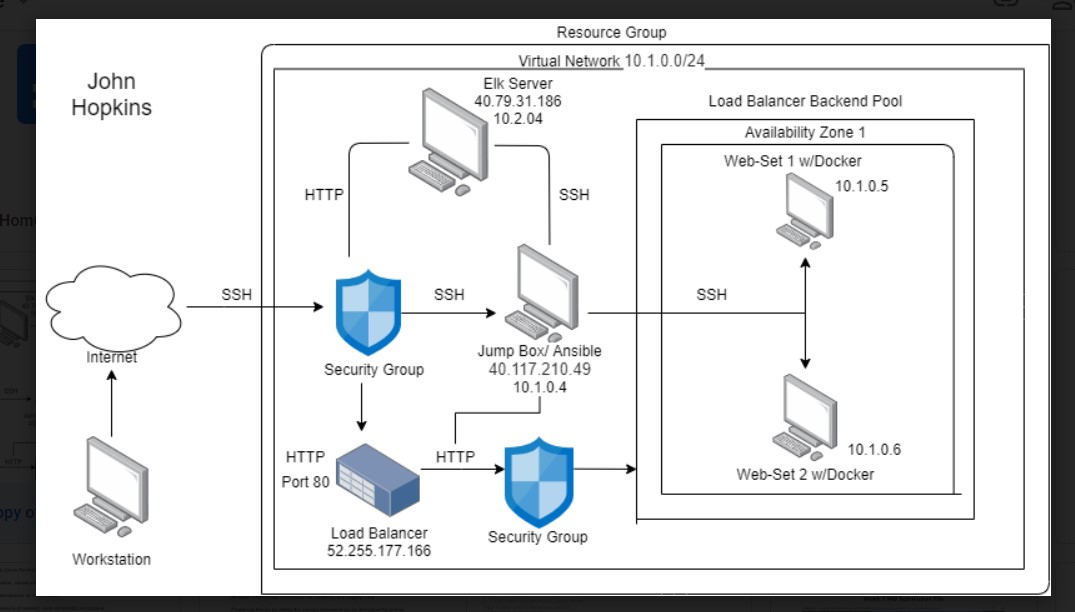 Resource Group
Virtual Network 10.1.0.0/24
John
Hopkins
Elk Server
40.79.31.186
10.2.04
Load Balancer Backend Pool
Availability Zone 1
Web-Set 1 w/Docker
10.1.0.5
HTTP
SSH
SSH
SSH
SSH
Internet
Security Group
Jump Box/ Ansible
40.117.210.49
10.1.0.4
HTTP
Port 80
HTTP
10.1.0.6
Web-Set 2 w/Docker
Load Balancer
52.255.177.166
Security Group
Workstation